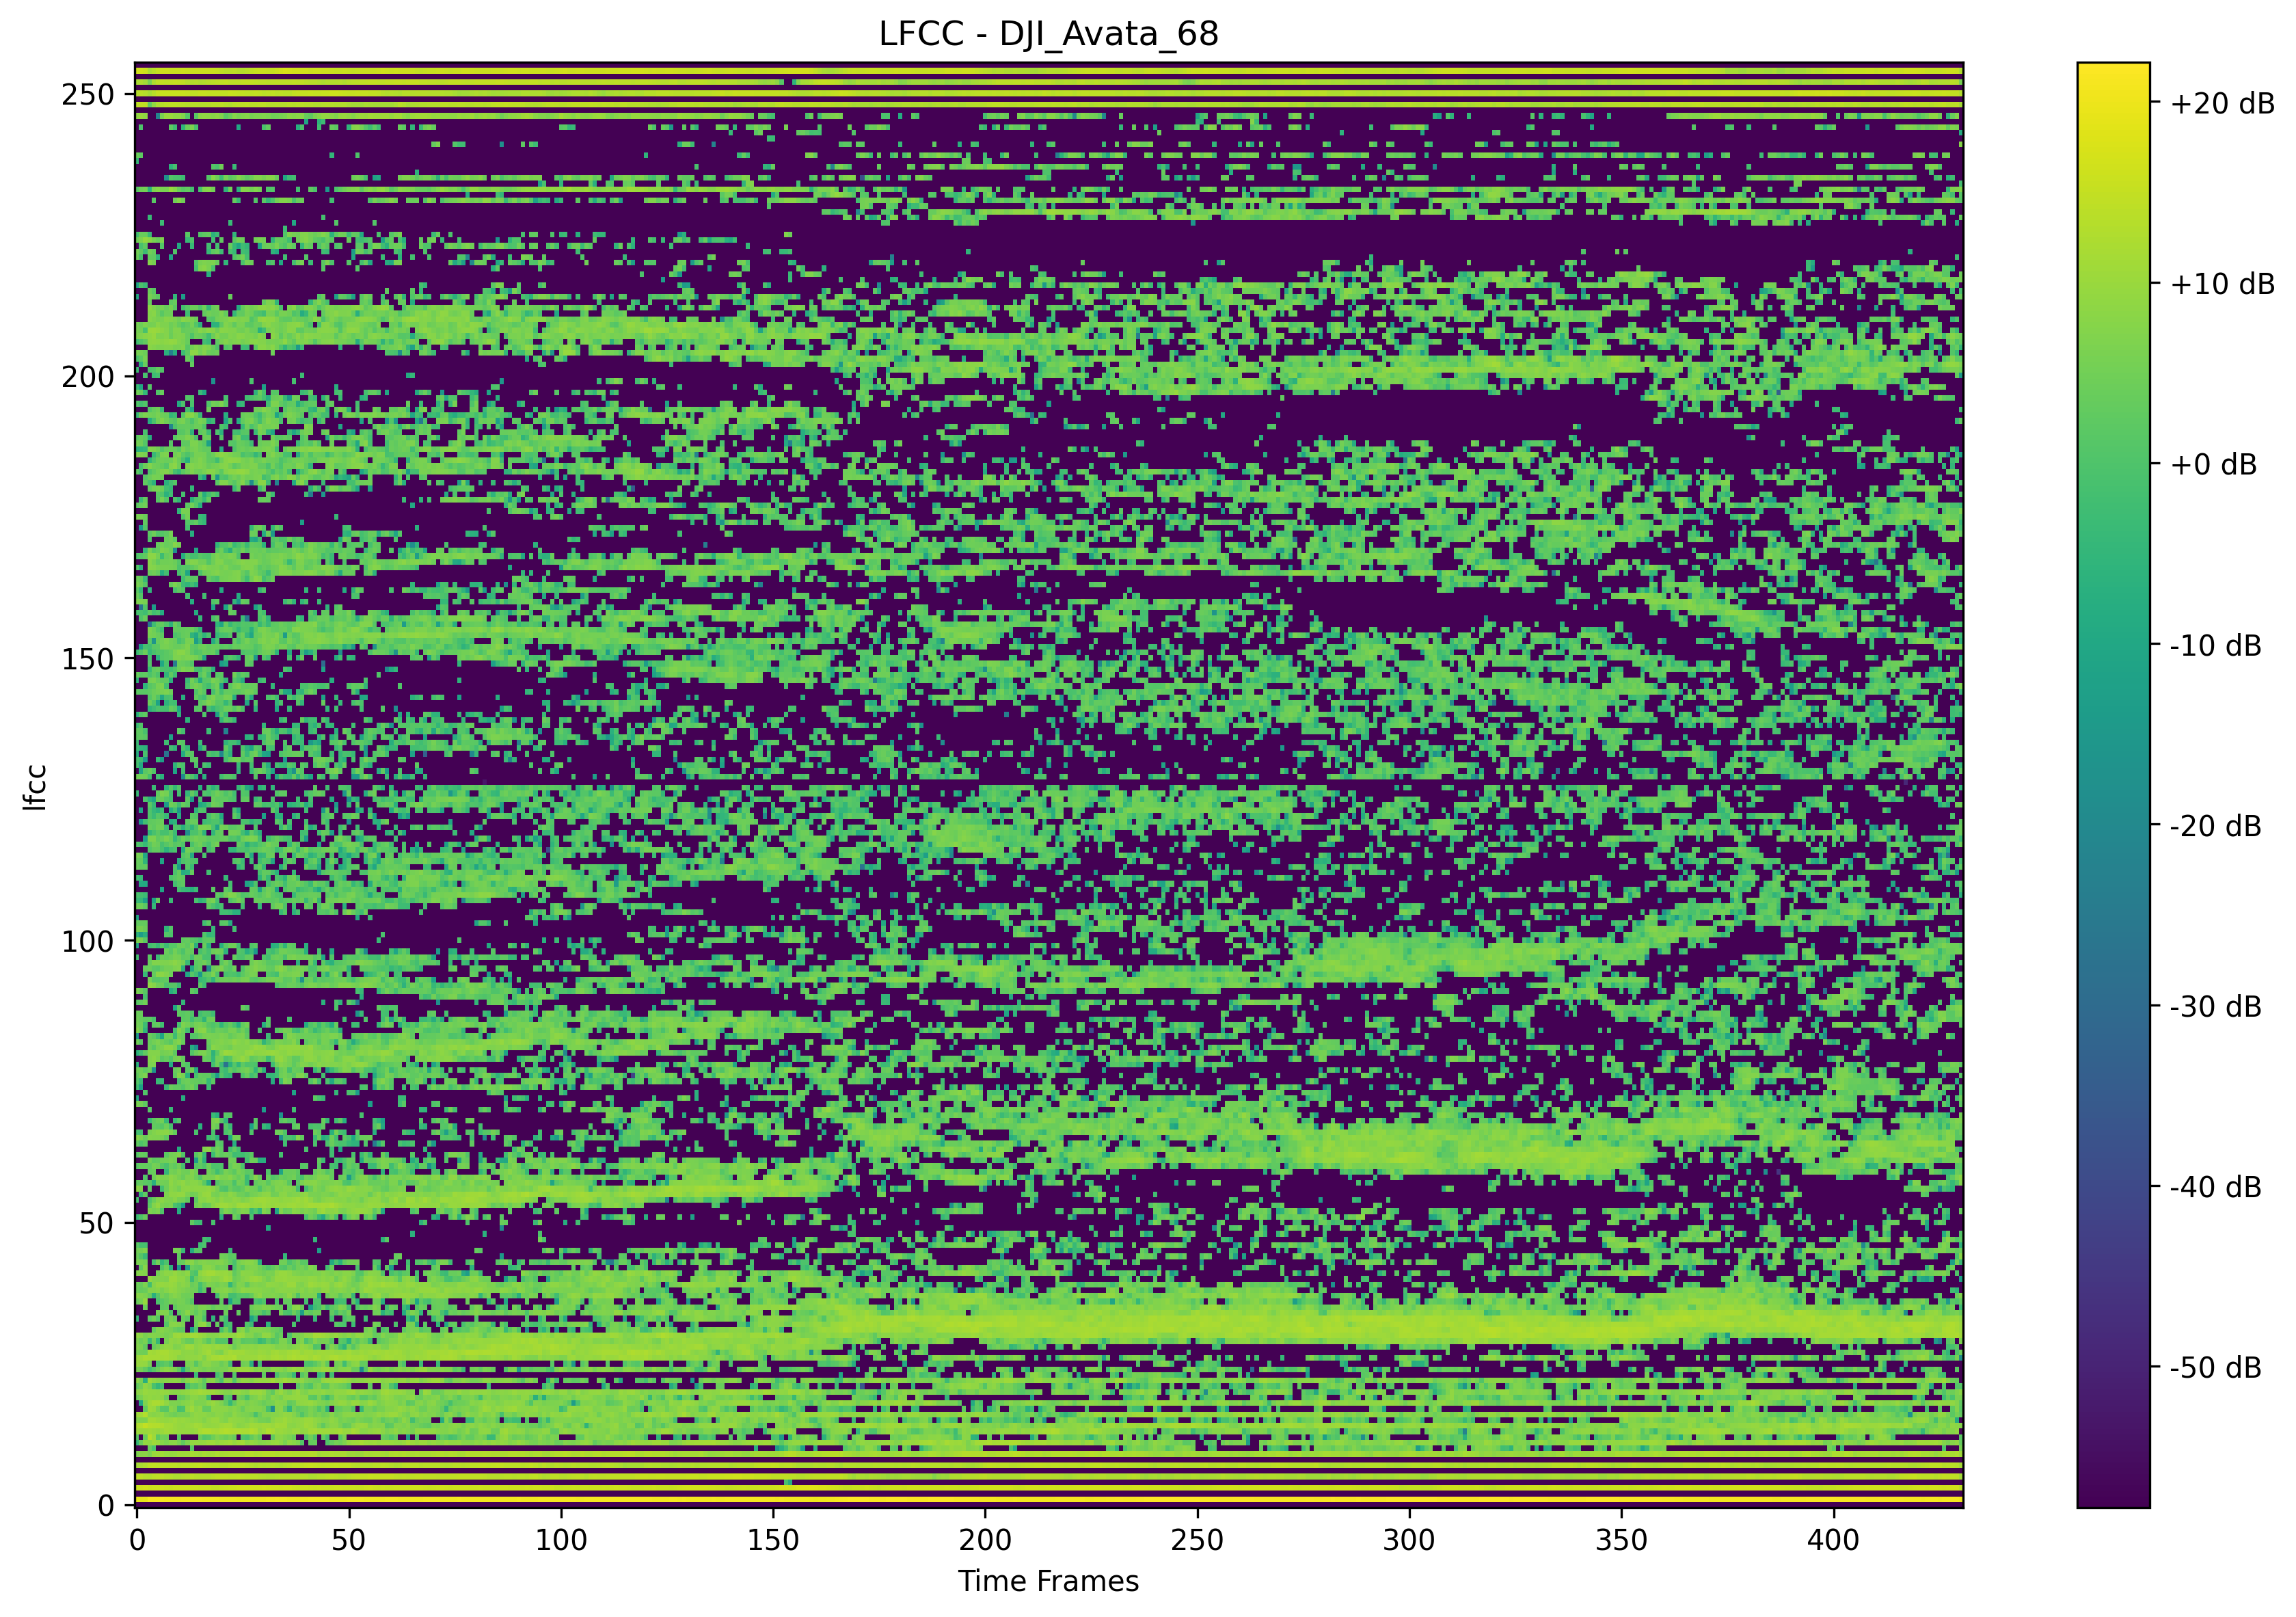 LFCC - DJI_Avata_68
250
200
150
100
50
0
lfcc
0 50 100 150 200 250 300 350 400
Time Frames
+20 dB
+10 dB
+0 dB
-10 dB
-20 dB
-30 dB
-40 dB
-50 dB